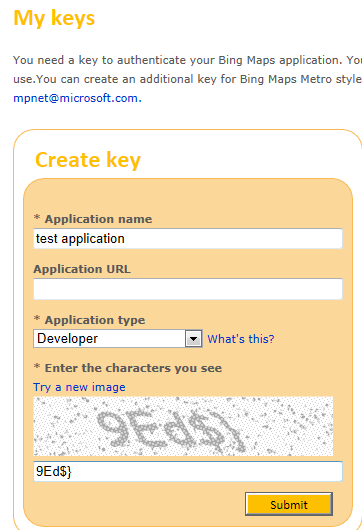 My keys
You need a key to authenticate your Bing Maps application. You
use.You can create an additional key for Bing Maps Metro style
mpnet@microsoft.com.
Create key
* Application name
test application
Application URL
* Application type
Developer What's this?
* Enter the characters you see
Try a new image
9Ed$}
Submit